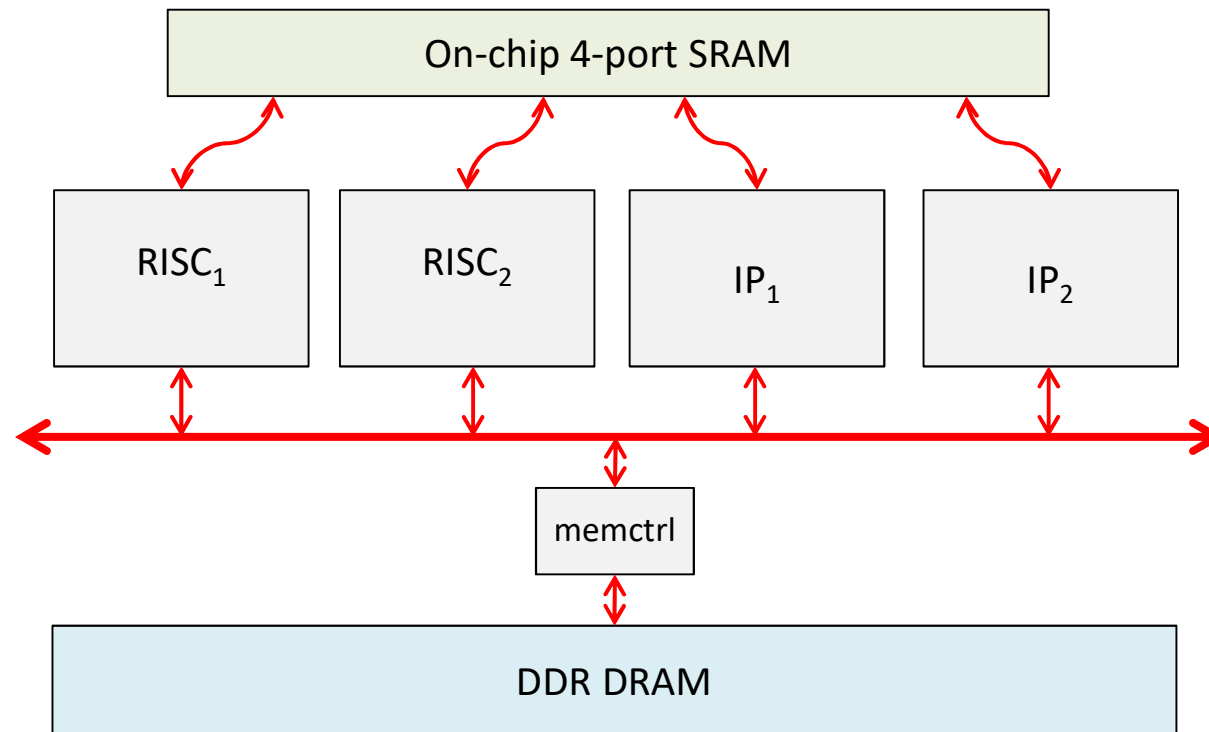 On-chip 4-port SRAM
RISC₁
RISC₂
IP₁
IP₂
memctrl
DDR DRAM